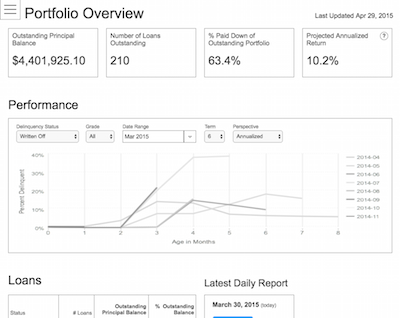 Portfolio Overview
Last Updated Apr 29, 2015
Outstanding Principal Balance
$4,401,925.10
Number of Loans Outstanding
210
% Paid Down of Outstanding Portfolio
63.4%
Projected Annualized Return
?
10.2%
Performance
Delinquency Status
Grade
Date Range
Term
Perspective
Written Off
All
Mar 2015
6
Annualized
40%
30%
20%
10%
0%
Percent Delinquent
0 1 2 3 4 5 6 7 8
Age in Months
2014-04
2014-05
2014-06
2014-07
2014-08
2014-09
2014-10
2014-11
Loans
Status
# Loans
Outstanding Principal Balance
% Outstanding Balance
Latest Daily Report
March 30, 2015 (today)